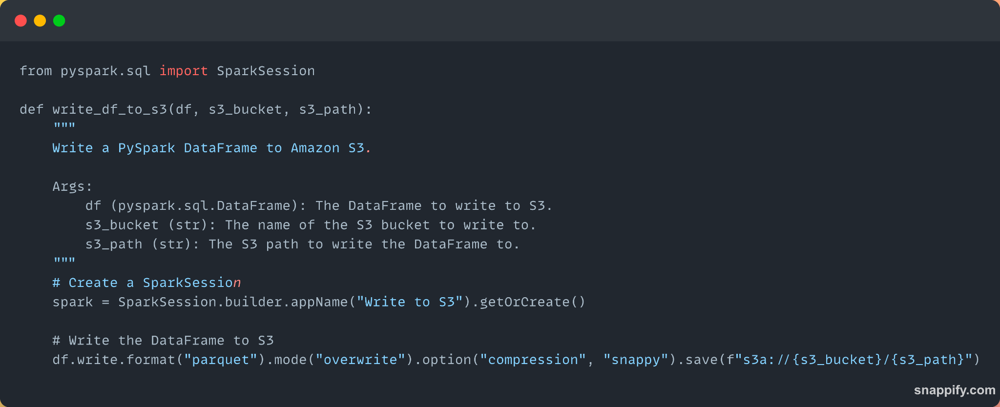 from pyspark.sql import SparkSession

def write_df_to_s3(df, s3_bucket, s3_path):
    """
    Write a PySpark DataFrame to Amazon S3.

    Args:
        df (pyspark.sql.DataFrame): The DataFrame to write to S3.
        s3_bucket (str): The name of the S3 bucket to write to.
        s3_path (str): The S3 path to write the DataFrame to.
    """
    # Create a SparkSession
    spark = SparkSession.builder.appName("Write to S3").getOrCreate()

    # Write the DataFrame to S3
    df.write.format("parquet").mode("overwrite").option("compression", "snappy").save(f"s3a://{s3_bucket}/{s3_path}")
snappify.com